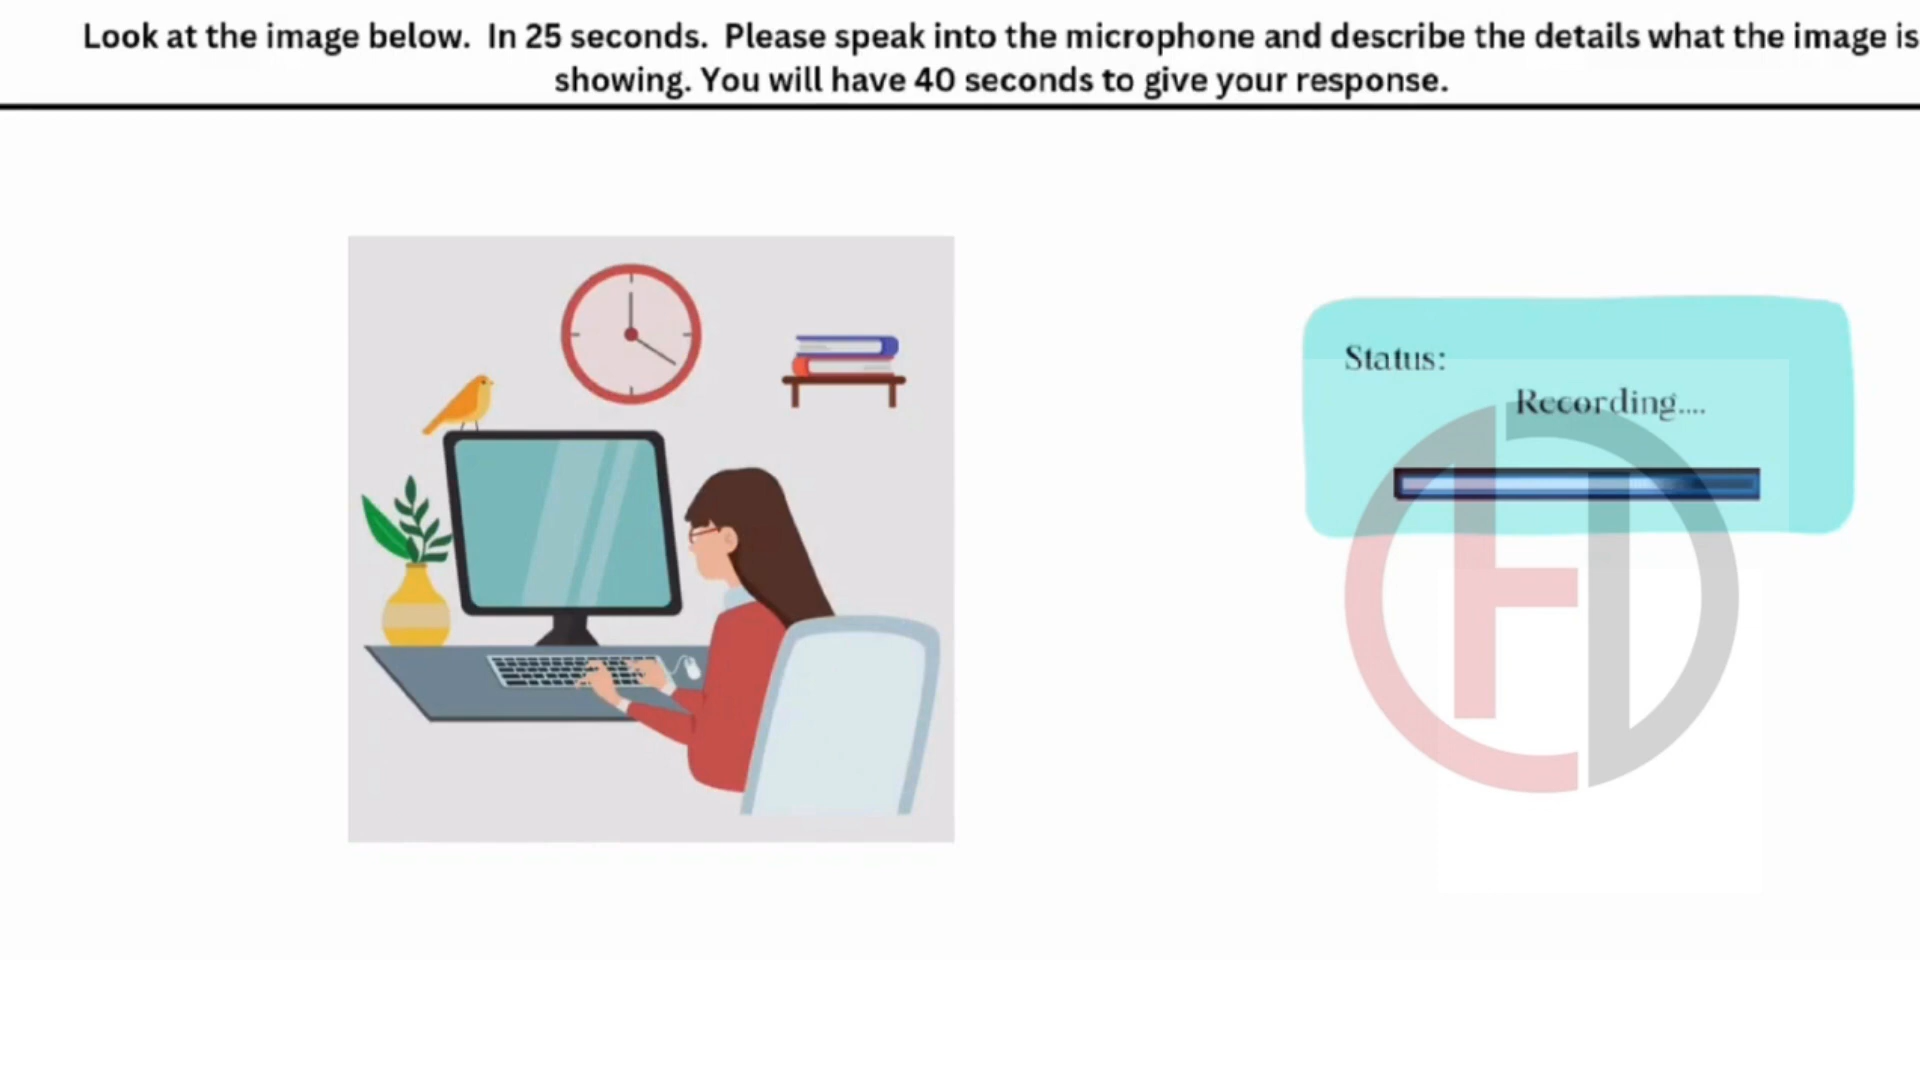 Look at the image below. In 25 seconds. Please speak into the microphone and describe the details what the image is
showing. You will have 40 seconds to give your response.
Status:
Recording....